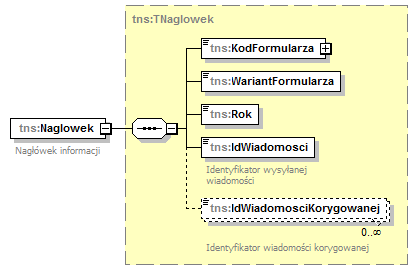 tns:TNaglowek
tns:KodFormularza
tns:WariantFormularza
tns:Rok
tns:Naglowek
Nagłówek informacji
tns:IdWiadomosci
Identyfikator wysyłanej
wiadomości
tns:IdWiadomosciKorygowanej
0..∞
Identyfikator wiadomości korygowanej